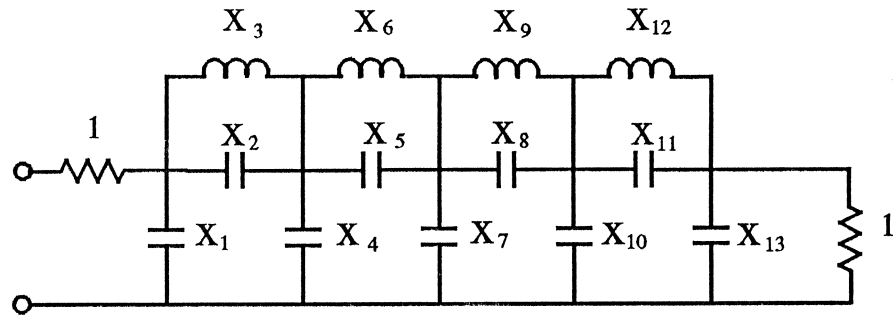 X₃ X₆ X₉ X₁₂
1 X₂ X₅ X₈ X₁₁
X₁ X₄ X₇ X₁₀ X₁₃ 1